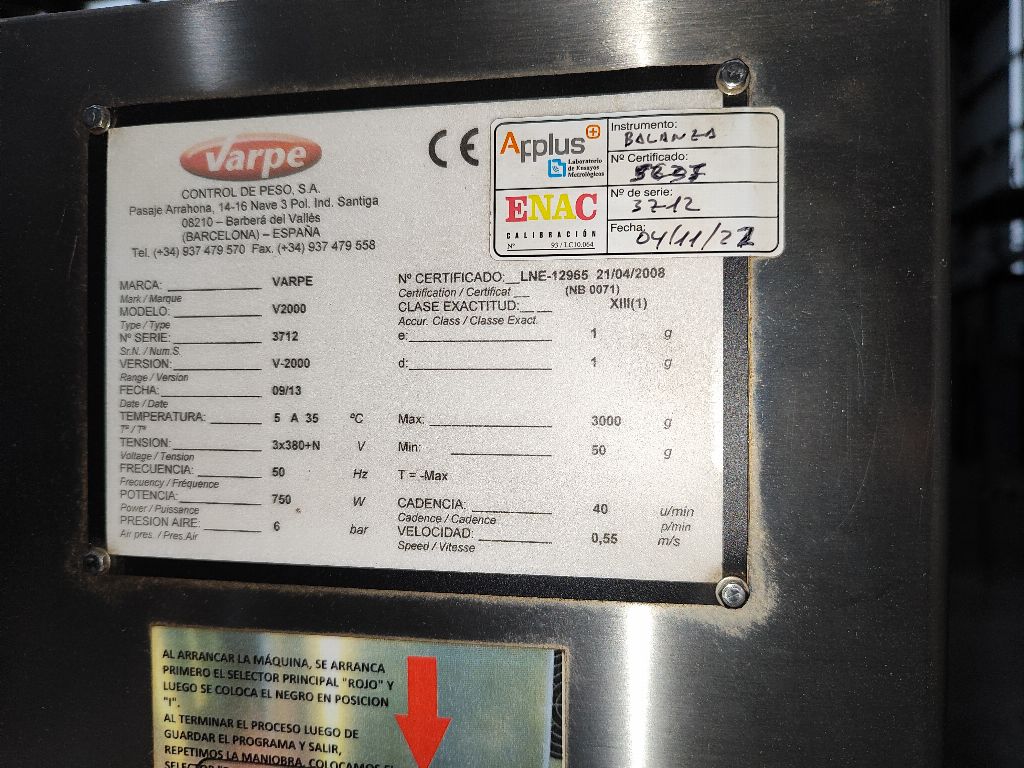 varpe
CONTROL DE PESO, S.A.
Pasaje Arrahona, 14-16 Nave 3 Pol. Ind. Santiga
08210 – Barberá del Vallés
(BARCELONA) – ESPAÑA
Tel. (+34) 937 479 570 Fax. (+34) 937 479 558
CE
Applus+
Laboratorio
de Ensayos
Metrológicos
ENAC
CALIBRACIÓN
Nº 93 / LC10.064
Instrumento:
BALANZA
Nº Certificado:
Nº de serie:
3712
Fecha:
04/11/22
MARCA: VARPE
Mark / Marque
MODELO: V2000
Type / Type
Nº SERIE: 3712
Sr.N. / Num.S
VERSION: V-2000
Range / Version
FECHA: 09/13
Date / Date
TEMPERATURA: 5 A 35 ºC
Tª / Tª
TENSION: 3x380+N V
Voltage / Tension
FRECUENCIA: 50 Hz
Frecuency / Fréquence
POTENCIA: 750 W
Power / Puissance
PRESION AIRE: 6 bar
Air pres. / Pres.Air
Nº CERTIFICADO: LNE-12965 21/04/2008
Certification / Certificat (NB 0071)
CLASE EXACTITUD: XIII(1)
Accur. Class / Classe Exact.
e: 1 g
d: 1 g
Max: 3000 g
Min: 50 g
T = -Max
CADENCIA: 40 u/min
Cadence / Cadence p/min
VELOCIDAD: 0,55 m/s
Speed / Vitesse
AL ARRANCAR LA MÁQUINA, SE ARRANCA
PRIMERO EL SELECTOR PRINCIPAL "ROJO" Y
LUEGO SE COLOCA EL NEGRO EN POSICION
"I".
AL TERMINAR EL PROCESO LUEGO DE
GUARDAR EL PROGRAMA Y SALIR,
REPETIMOS LA MANIOBRA, COLOCAMOS EL
SELECTOR